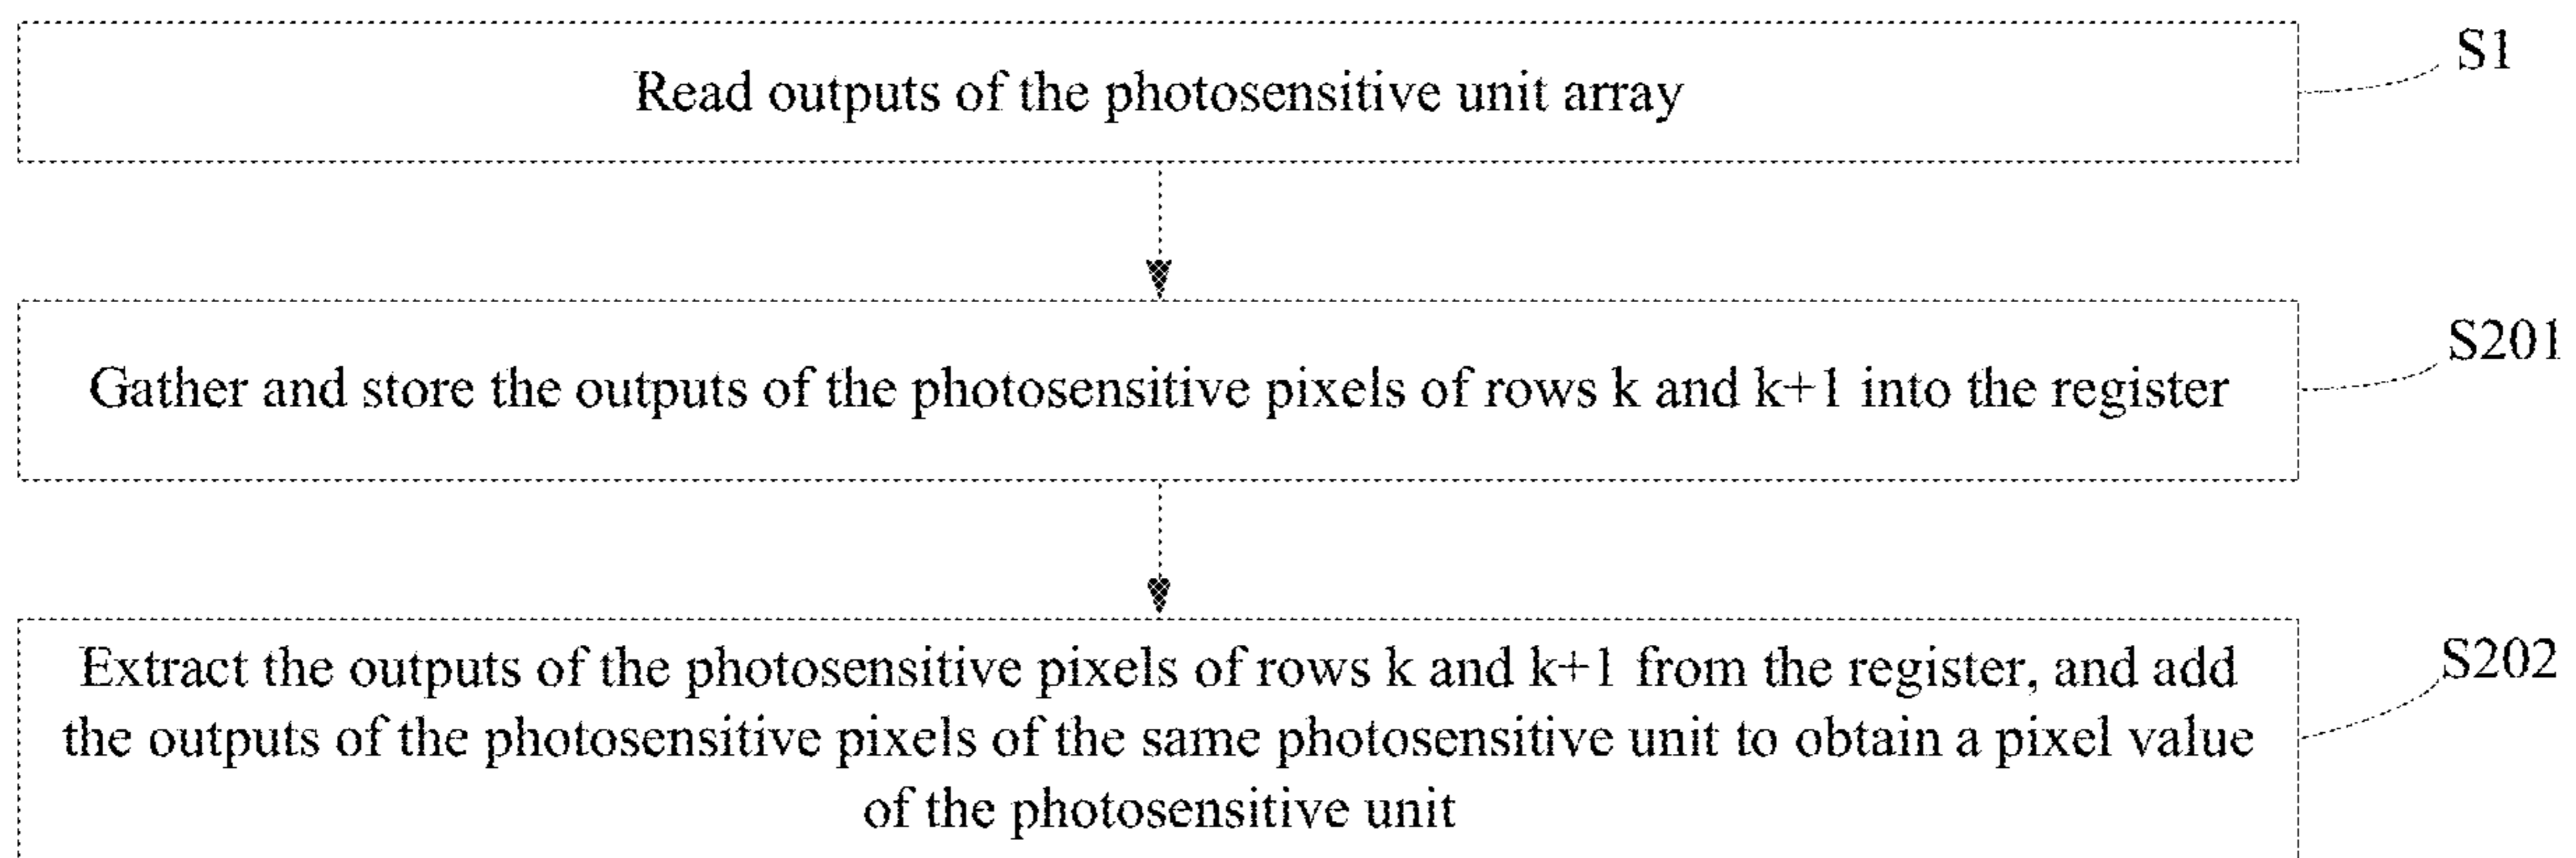 Read outputs of the photosensitive unit array
S1
Gather and store the outputs of the photosensitive pixels of rows k and k+1 into the register
S201
Extract the outputs of the photosensitive pixels of rows k and k+1 from the register, and add
the outputs of the photosensitive pixels of the same photosensitive unit to obtain a pixel value
of the photosensitive unit
S202